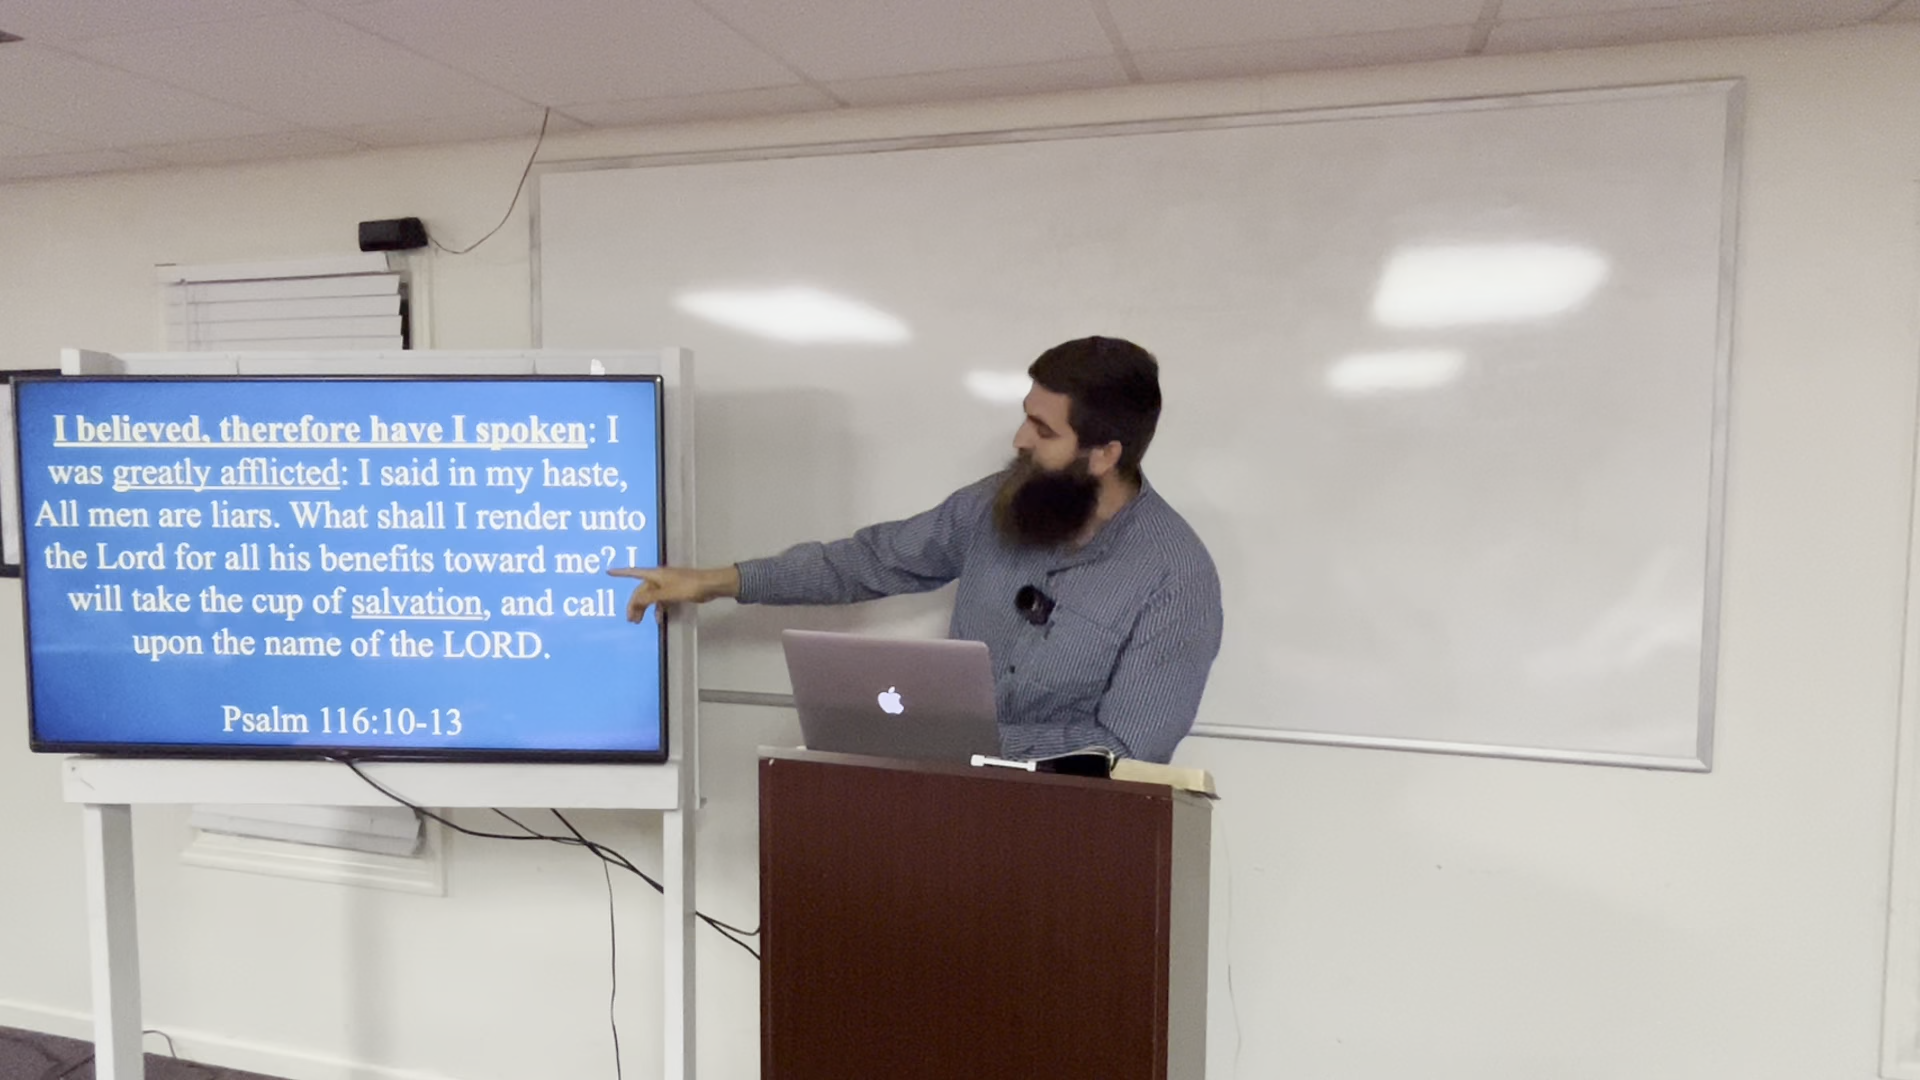 I believed, therefore have I spoken: I
was greatly afflicted: I said in my haste,
All men are liars. What shall I render unto
the Lord for all his benefits toward me? I
will take the cup of salvation, and call
upon the name of the LORD.
Psalm 116:10-13